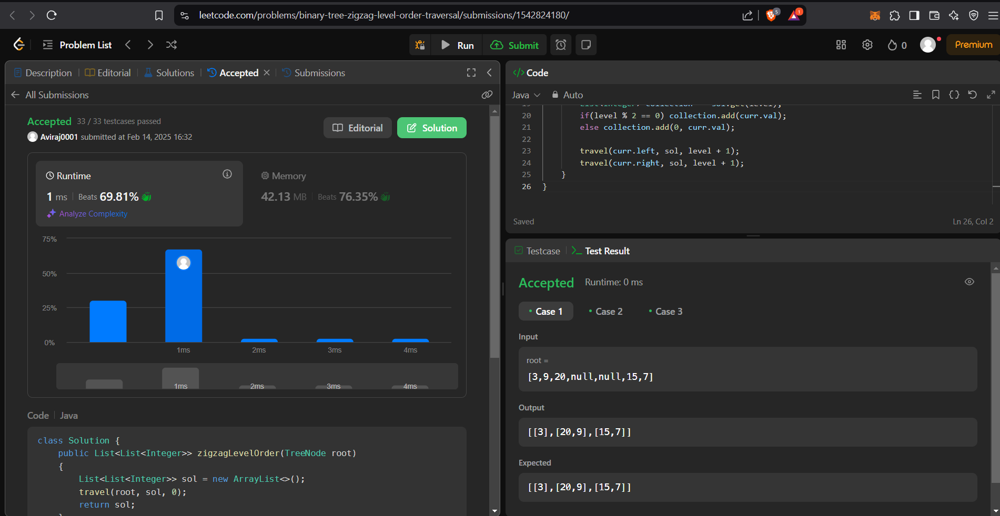 leetcode.com/problems/binary-tree-zigzag-level-order-traversal/submissions/1542824180/
5
1
Problem List
Run
Submit
0
Premium
Description
Editorial
Solutions
Accepted
Submissions
All Submissions
Accepted 33 / 33 testcases passed
Aviraj0001 submitted at Feb 14, 2025 16:32
Editorial
Solution
Runtime
1 ms Beats 69.81%
Analyze Complexity
Memory
42.13 MB Beats 76.35%
75%
50%
25%
0%
1ms 2ms 3ms 4ms
1ms 2ms 3ms 4ms
Code Java
class Solution {
public List<List<Integer>> zigzagLevelOrder(TreeNode root)
{
List<List<Integer>> sol = new ArrayList<>();
travel(root, sol, 0);
return sol;
</> Code
Java Auto
20 if(level % 2 == 0) collection.add(curr.val);
21 else collection.add(0, curr.val);
22
23 travel(curr.left, sol, level + 1);
24 travel(curr.right, sol, level + 1);
25 }
26 }
Saved
Ln 26, Col 2
Testcase
Test Result
Accepted Runtime: 0 ms
Case 1
Case 2
Case 3
Input
root =
[3,9,20,null,null,15,7]
Output
[[3],[20,9],[15,7]]
Expected
[[3],[20,9],[15,7]]